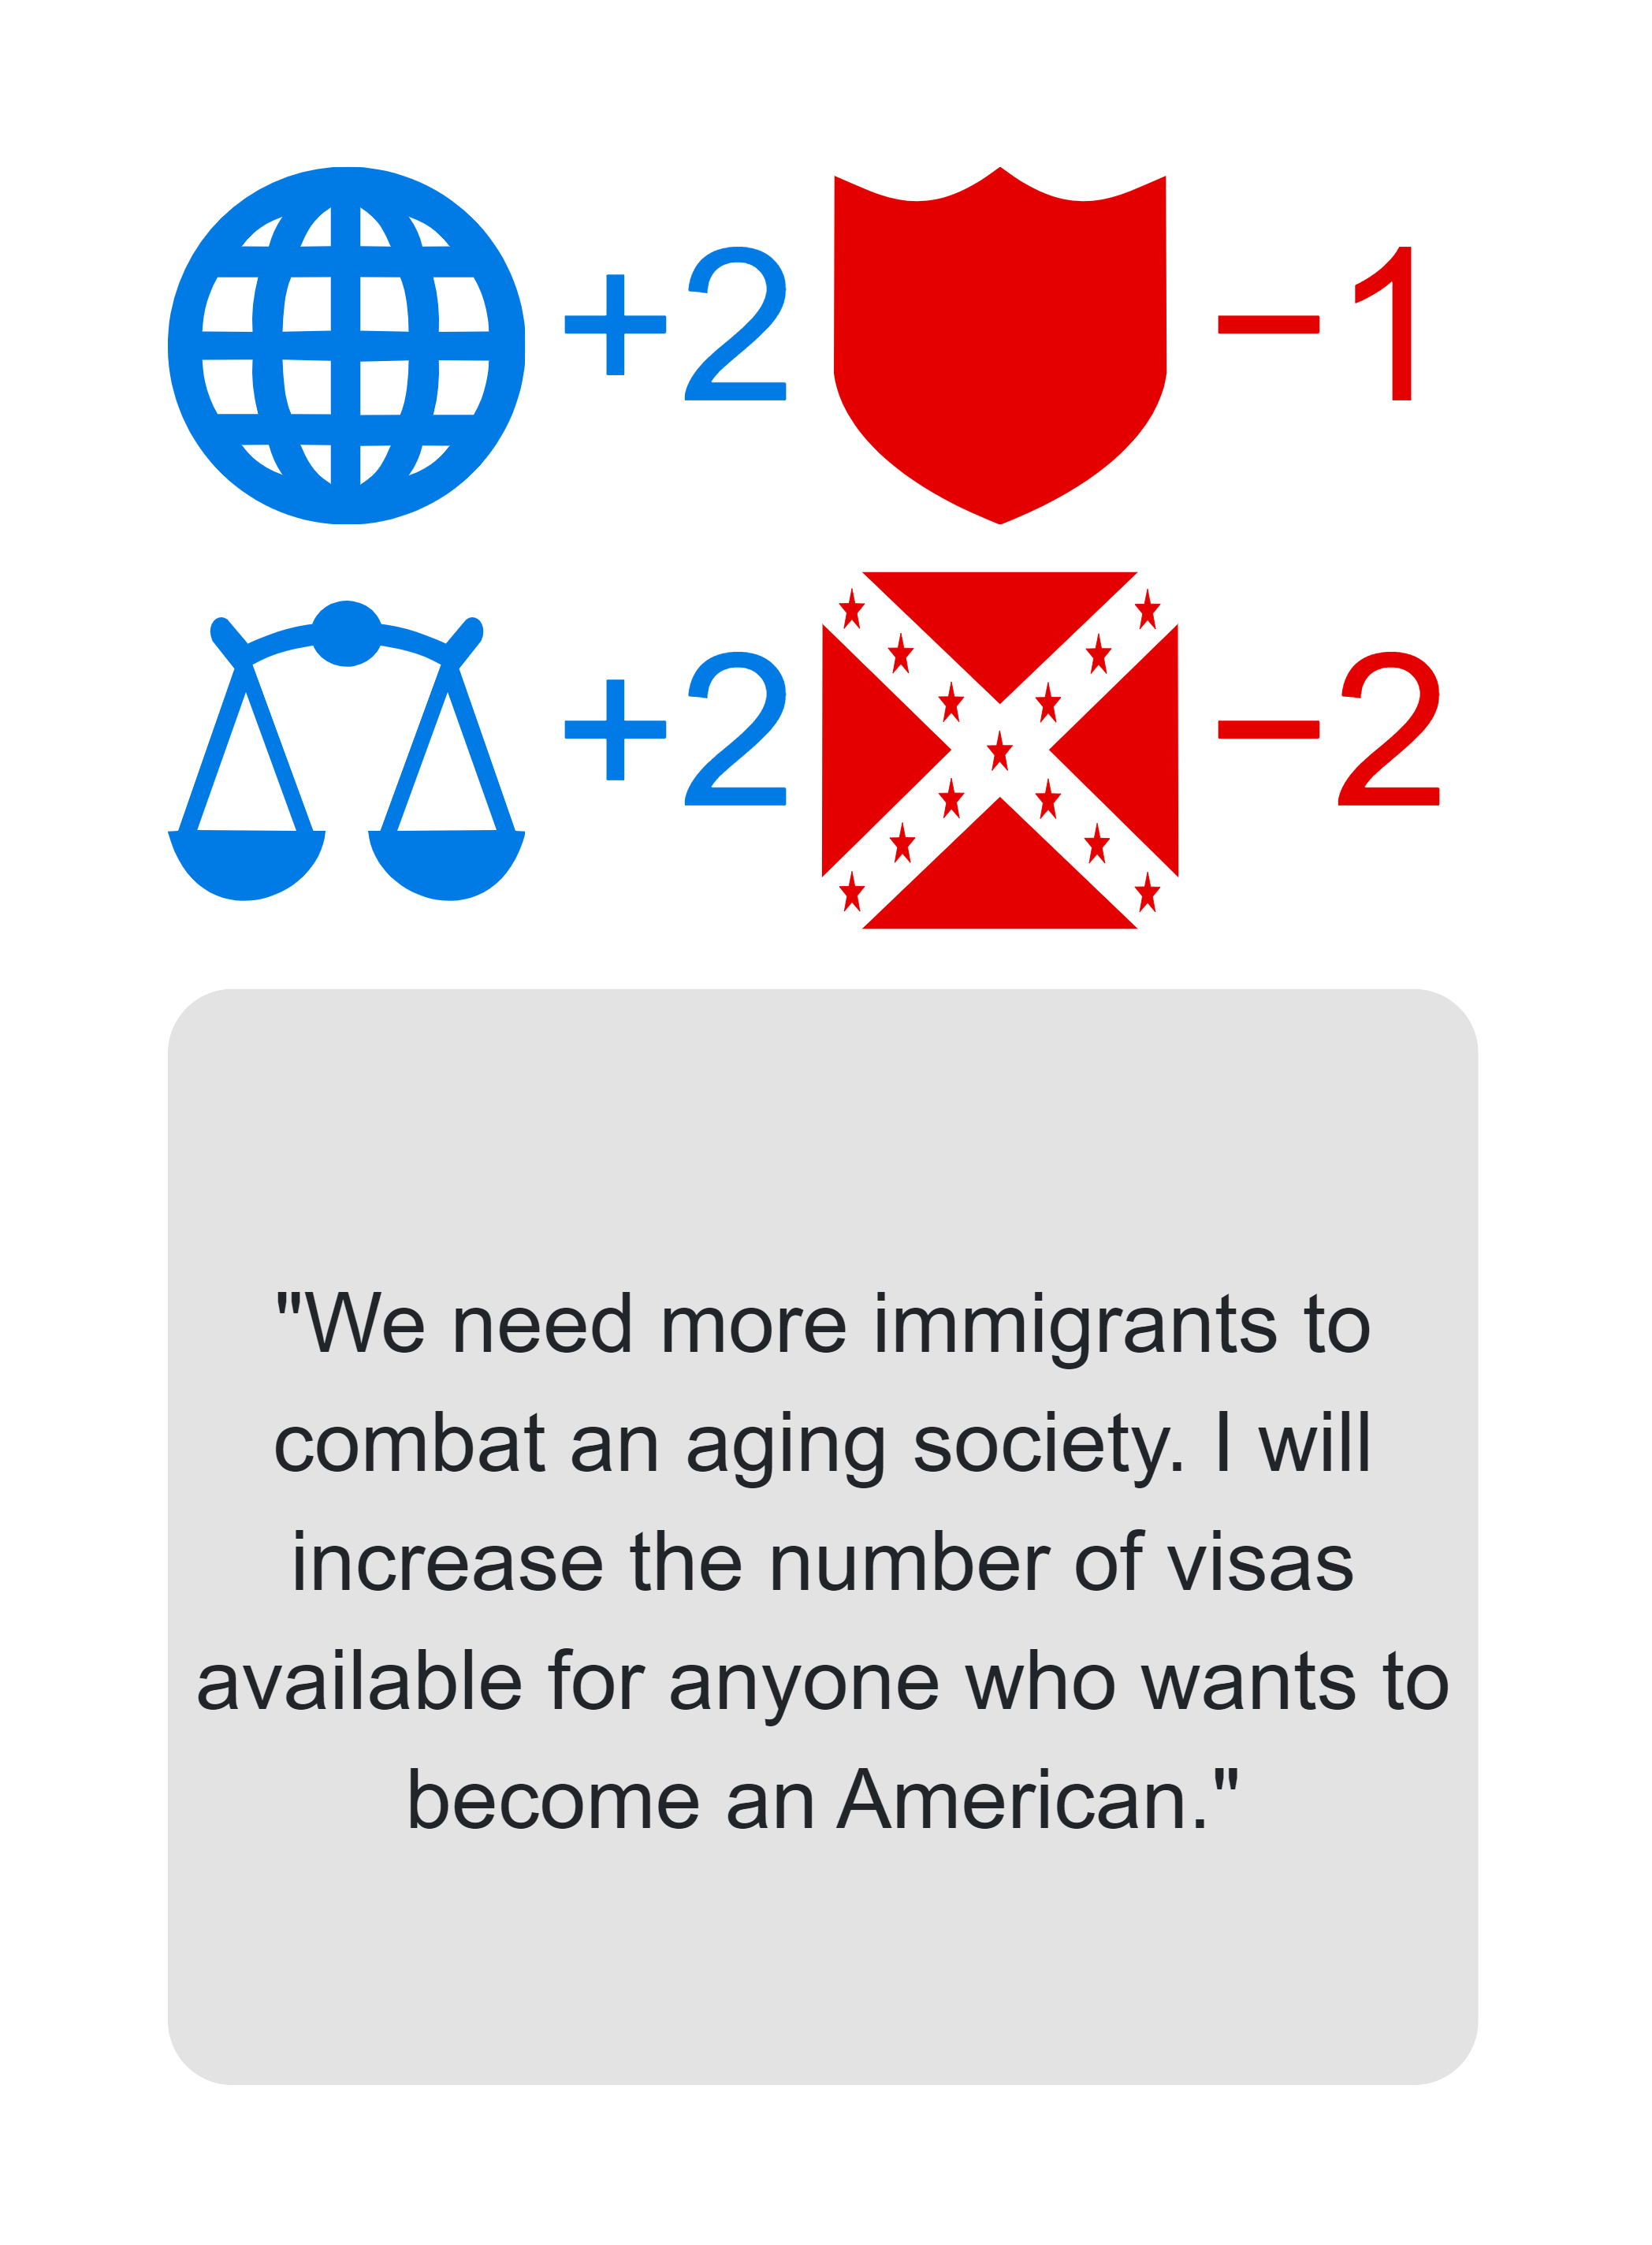 +2 −1
+2 −2
"We need more immigrants to
combat an aging society. I will
increase the number of visas
available for anyone who wants to
become an American."